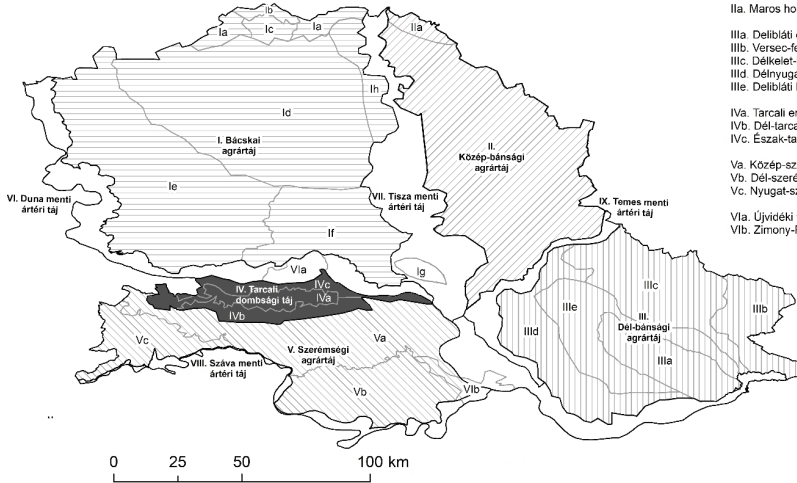 Ib
Ia
Ic
Ia
IIa
Ih
Id
I. Bácskai
agrártáj
II.
Közép-bánsági
agrártáj
Ie
VI. Duna menti
ártéri táj
VII. Tisza menti
ártéri táj
IX. Temes menti
ártéri táj
If
VIa
Ig
IV. Tarcali
dombsági táj
IVc
IVa
IVb
IIIc
IIIe
IIIb
IIId
III.
Dél-bánsági
agrártáj
IIIa
Vc
Va
V. Szerémségi
agrártáj
VIII. Száva menti
ártéri táj
Vb
VIb
0 25 50 100 km
IIa. Maros ho
IIIa. Delibláti
IIIb. Versec-fe
IIIc. Délkelet-
IIId. Délnyuga
IIIe. Delibláti
IVa. Tarcali er
IVb. Dél-tarca
IVc. Észak-ta
Va. Közép-sz
Vb. Dél-szeré
Vc. Nyugat-sz
VIa. Újvidéki
VIb. Zimony-